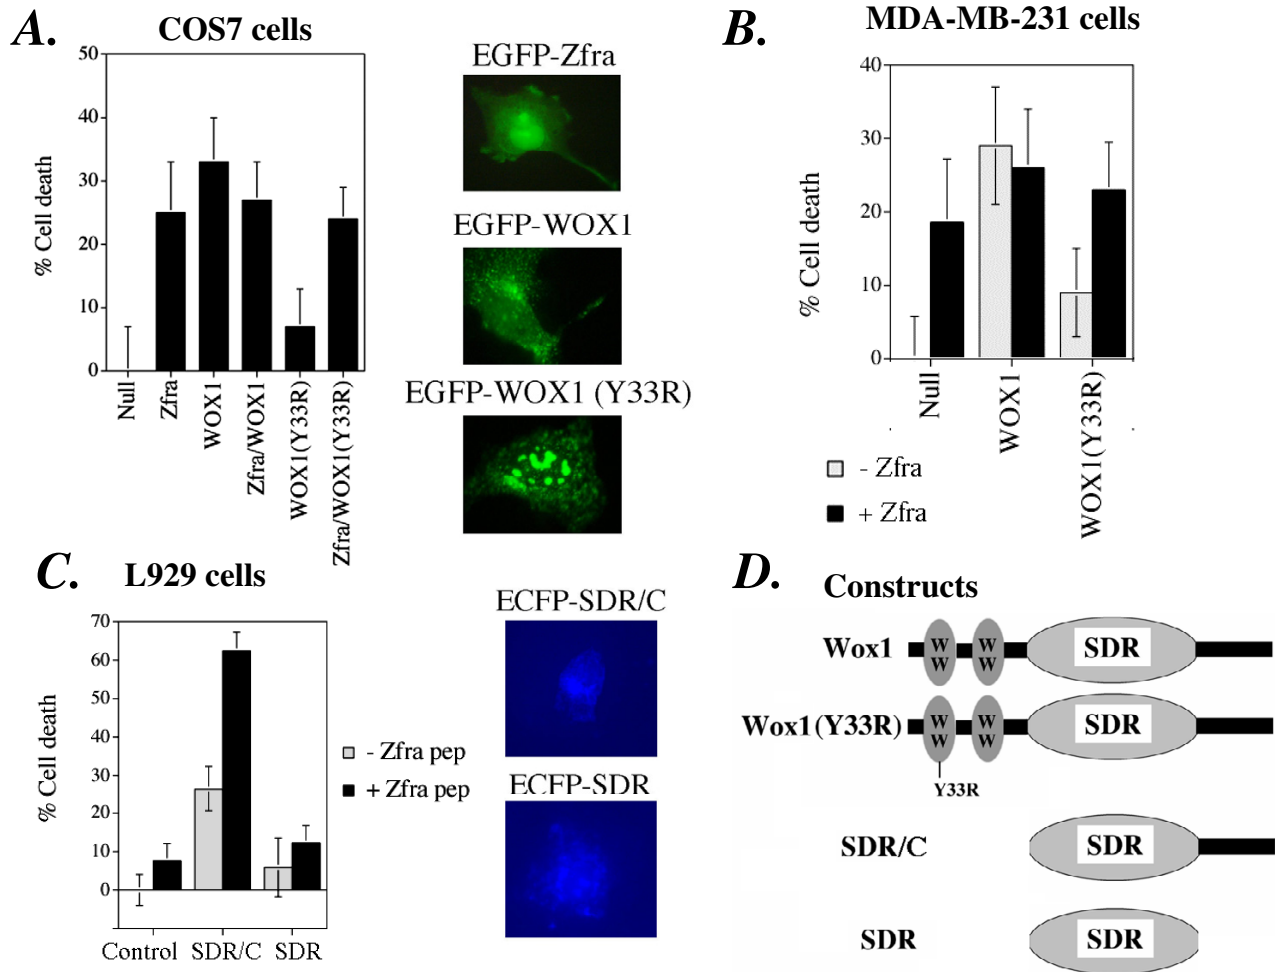 A.
COS7 cells
% Cell death
50
40
30
20
10
0
Null
Zfra
WOX1
Zfra/WOX1
WOX1(Y33R)
Zfra/WOX1(Y33R)
EGFP-Zfra
EGFP-WOX1
EGFP-WOX1 (Y33R)
B.
MDA-MB-231 cells
% Cell death
40
30
20
10
0
Null
WOX1
WOX1(Y33R)
- Zfra
+ Zfra
C.
L929 cells
% Cell death
70
60
50
40
30
20
10
0
Control
SDR/C
SDR
- Zfra pep
+ Zfra pep
ECFP-SDR/C
ECFP-SDR
D.
Constructs
Wox1
W W
W W
SDR
Wox1(Y33R)
W W
W W
SDR
Y33R
SDR/C
SDR
SDR
SDR